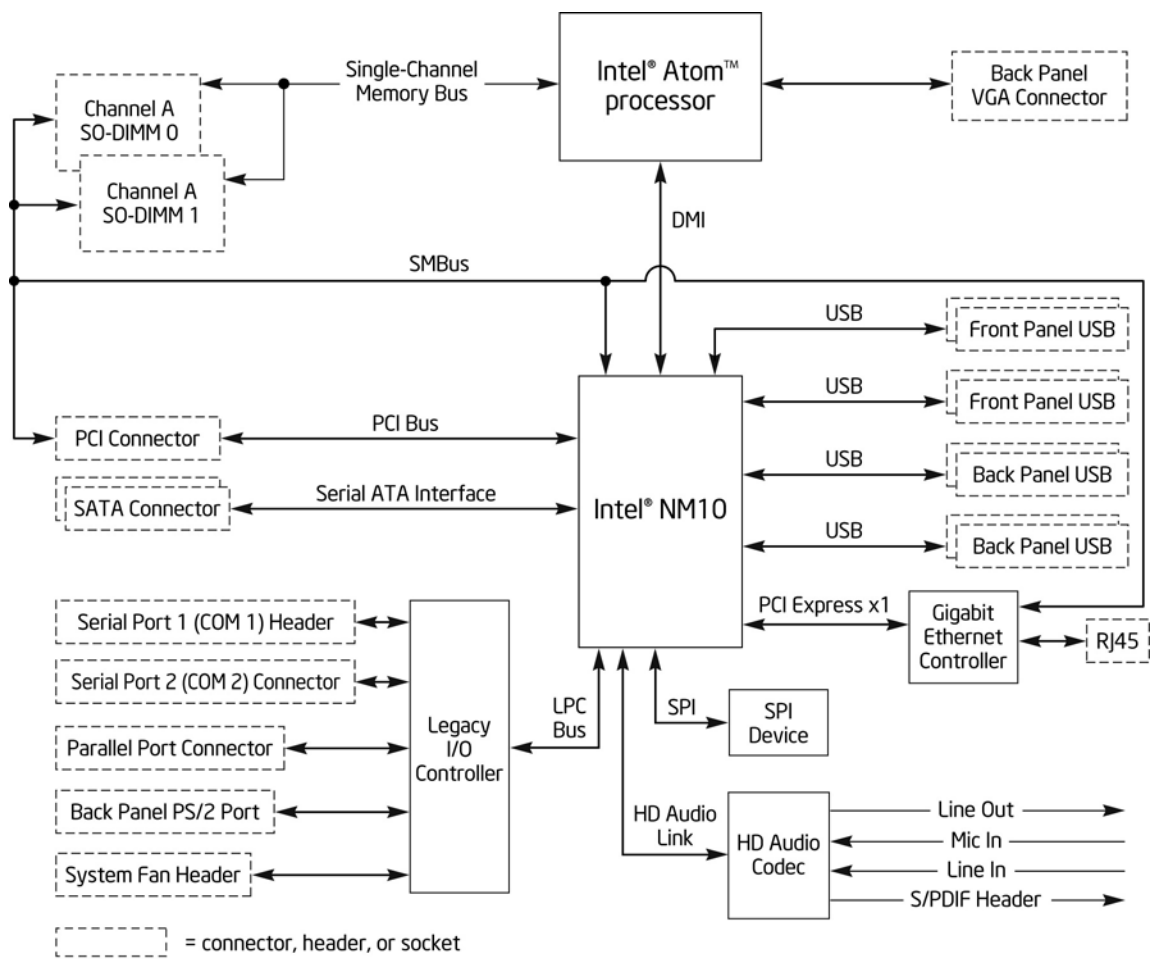 Intel® Atom™
processor
Single-Channel
Memory Bus
Back Panel
VGA Connector
Channel A
SO-DIMM 0
Channel A
SO-DIMM 1
DMI
SMBus
USB
Front Panel USB
USB
Front Panel USB
PCI Connector
PCI Bus
USB
Back Panel USB
SATA Connector
Serial ATA Interface
Intel® NM10
USB
Back Panel USB
PCI Express x1
Gigabit
Ethernet
Controller
RJ45
Serial Port 1 (COM 1) Header
Serial Port 2 (COM 2) Connector
Parallel Port Connector
Back Panel PS/2 Port
System Fan Header
Legacy
I/O
Controller
LPC
Bus
SPI
SPI
Device
HD Audio
Link
HD Audio
Codec
Line Out
Mic In
Line In
S/PDIF Header
= connector, header, or socket